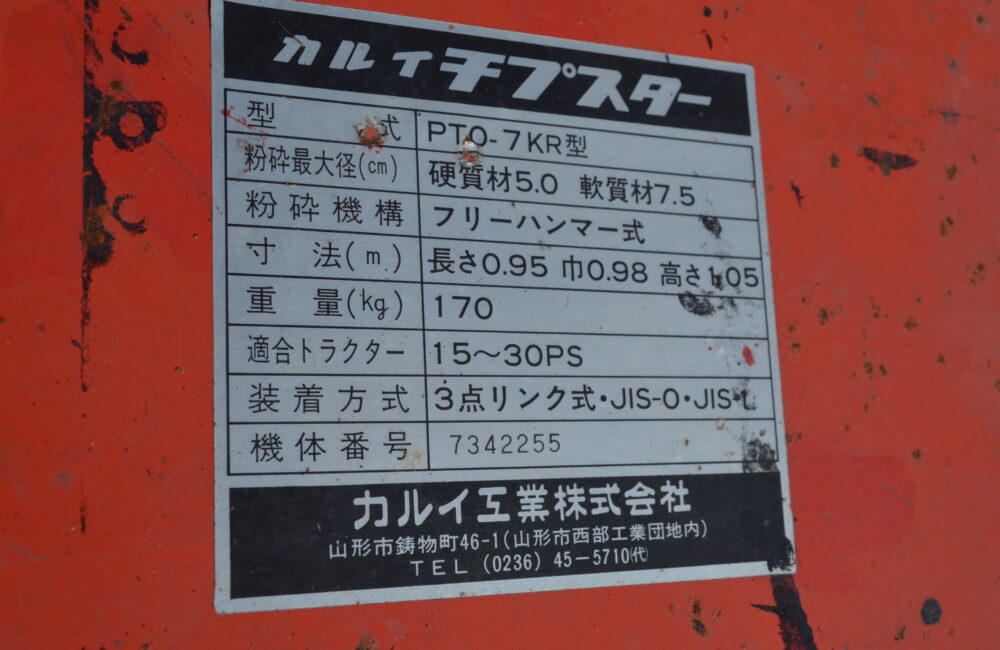 カルイチプスター
型式 PTO-7KR型
粉砕最大径(cm) 硬質材5.0 軟質材7.5
粉砕機構 フリーハンマー式
寸法(m) 長さ0.95 巾0.98 高さ1.05
重量(kg) 170
適合トラクター 15〜30PS
装着方式 3点リンク式・JIS-O・JIS-L
機体番号 7342255
カルイ工業株式会社
山形市鋳物町46-1(山形市西部工業団地内)
TEL (0236) 45-5710㈹